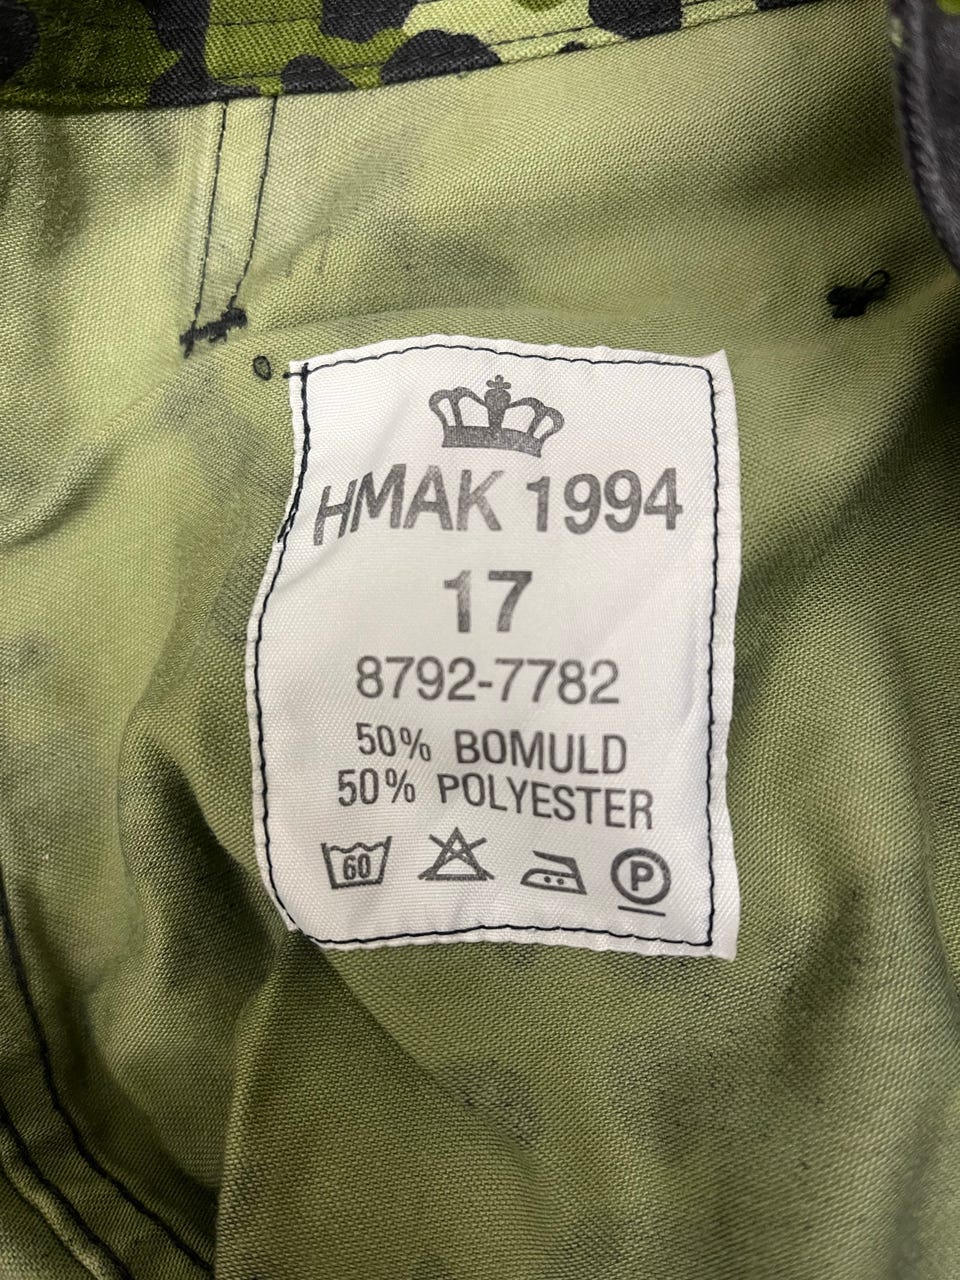 HMAK 1994
17
8792-7782
50% BOMULD
50% POLYESTER
60 P